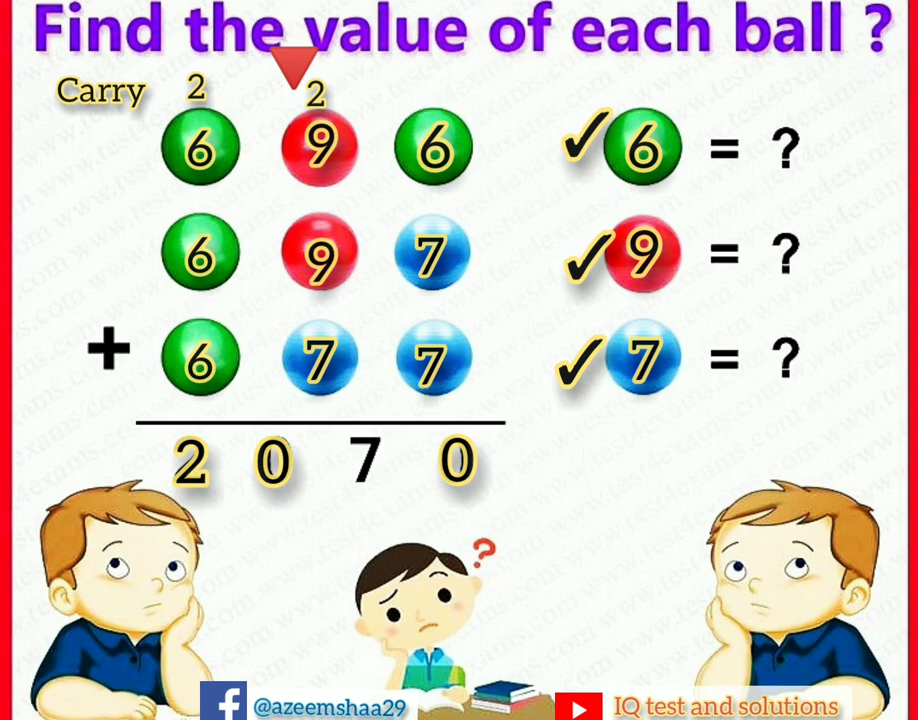 Find the value of each ball ?
Carry 2 2
6 9 6 ✓ 6 = ?
6 9 7 ✓ 9 = ?
+ 6 7 7 ✓ 7 = ?
2 0 7 0
?
@azeemshaa29 IQ test and solutions